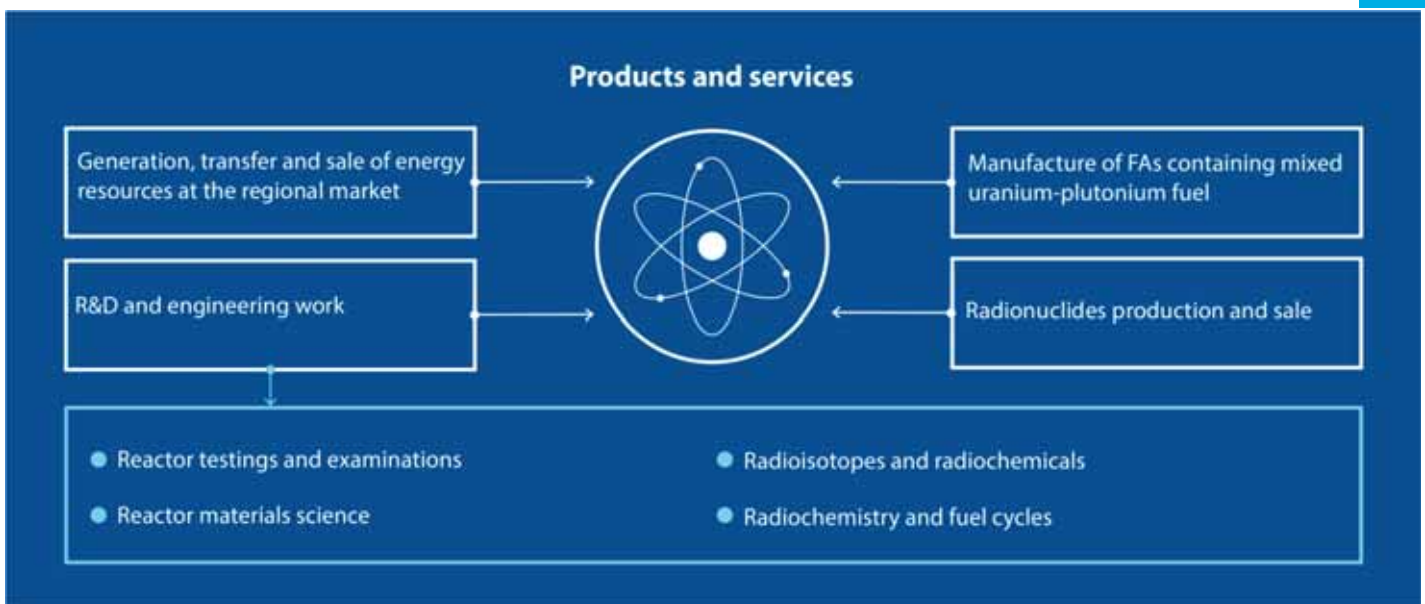 Products and services
Generation, transfer and sale of energy
resources at the regional market
Manufacture of FAs containing mixed
uranium-plutonium fuel
R&D and engineering work
Radionuclides production and sale
Reactor testings and examinations
Radioisotopes and radiochemicals
Reactor materials science
Radiochemistry and fuel cycles